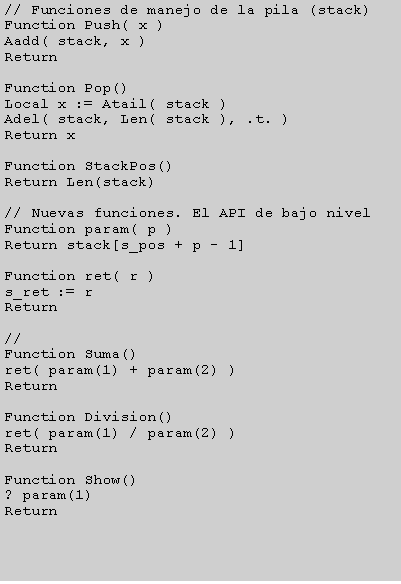 // Funciones de manejo de la pila (stack)
Function Push( x )
Aadd( stack, x )
Return
Function Pop()
Local x := Atail( stack )
Adel( stack, Len( stack ), .t. )
Return x
Function StackPos()
Return Len(stack)
// Nuevas funciones. El API de bajo nivel
Function param( p )
Return stack[s_pos + p - 1]
Function ret( r )
s_ret := r
Return
//
Function Suma()
ret( param(1) + param(2) )
Return
Function Division()
ret( param(1) / param(2) )
Return
Function Show()
? param(1)
Return